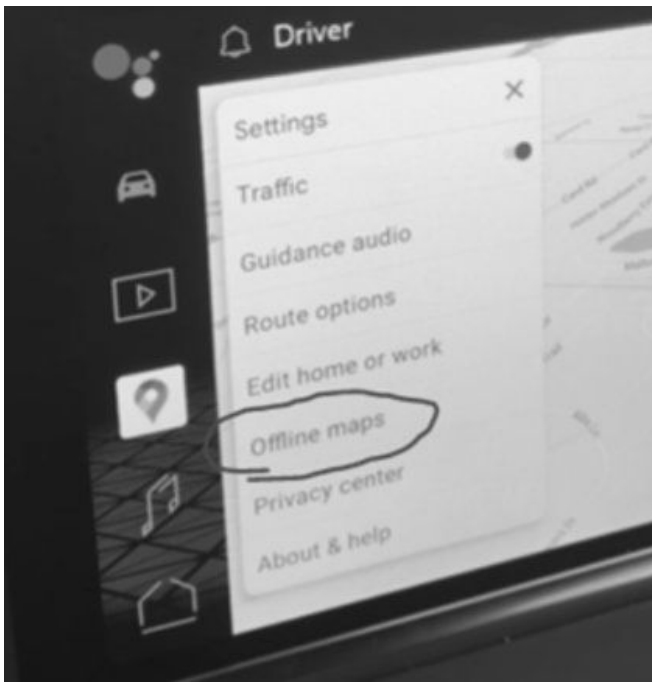 Driver
Settings
Traffic
Guidance audio
Route options
Edit home or work
Offline maps
Privacy center
About & help